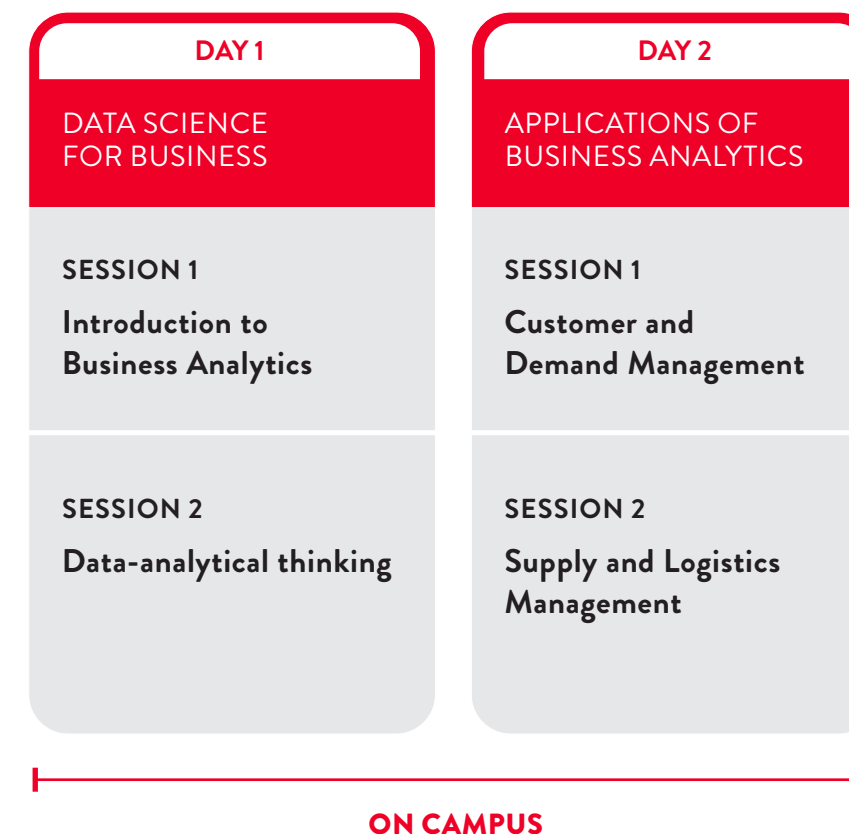 DAY 1
DATA SCIENCE
FOR BUSINESS
SESSION 1
Introduction to
Business Analytics
SESSION 2
Data-analytical thinking
DAY 2
APPLICATIONS OF
BUSINESS ANALYTICS
SESSION 1
Customer and
Demand Management
SESSION 2
Supply and Logistics
Management
ON CAMPUS